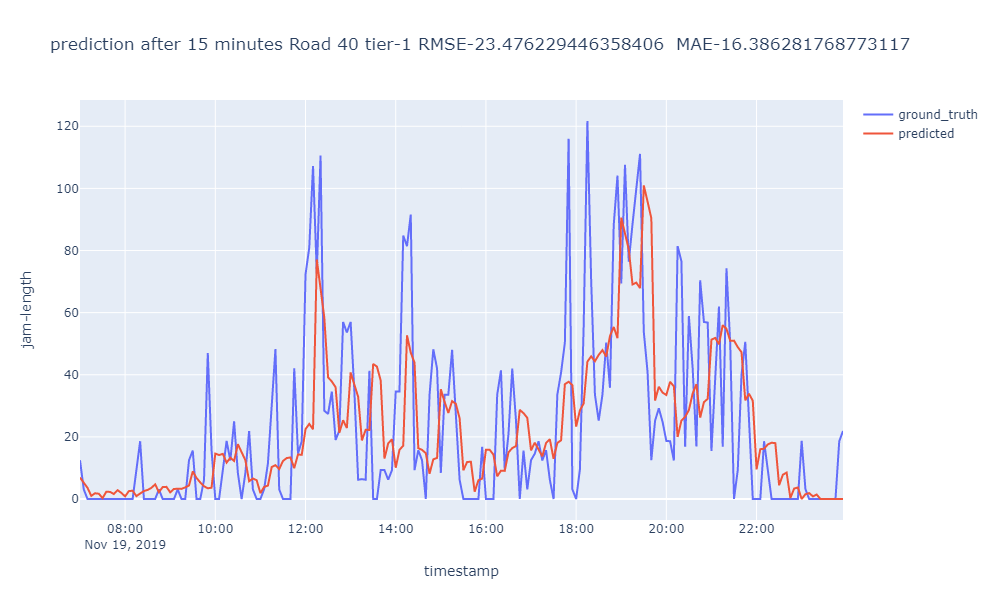 prediction after 15 minutes Road 40 tier-1 RMSE-23.476229446358406  MAE-16.386281768773117
ground_truth
predicted
120
100
80
60
40
20
0
jam-length
08:00 10:00 12:00 14:00 16:00 18:00 20:00 22:00
Nov 19, 2019
timestamp